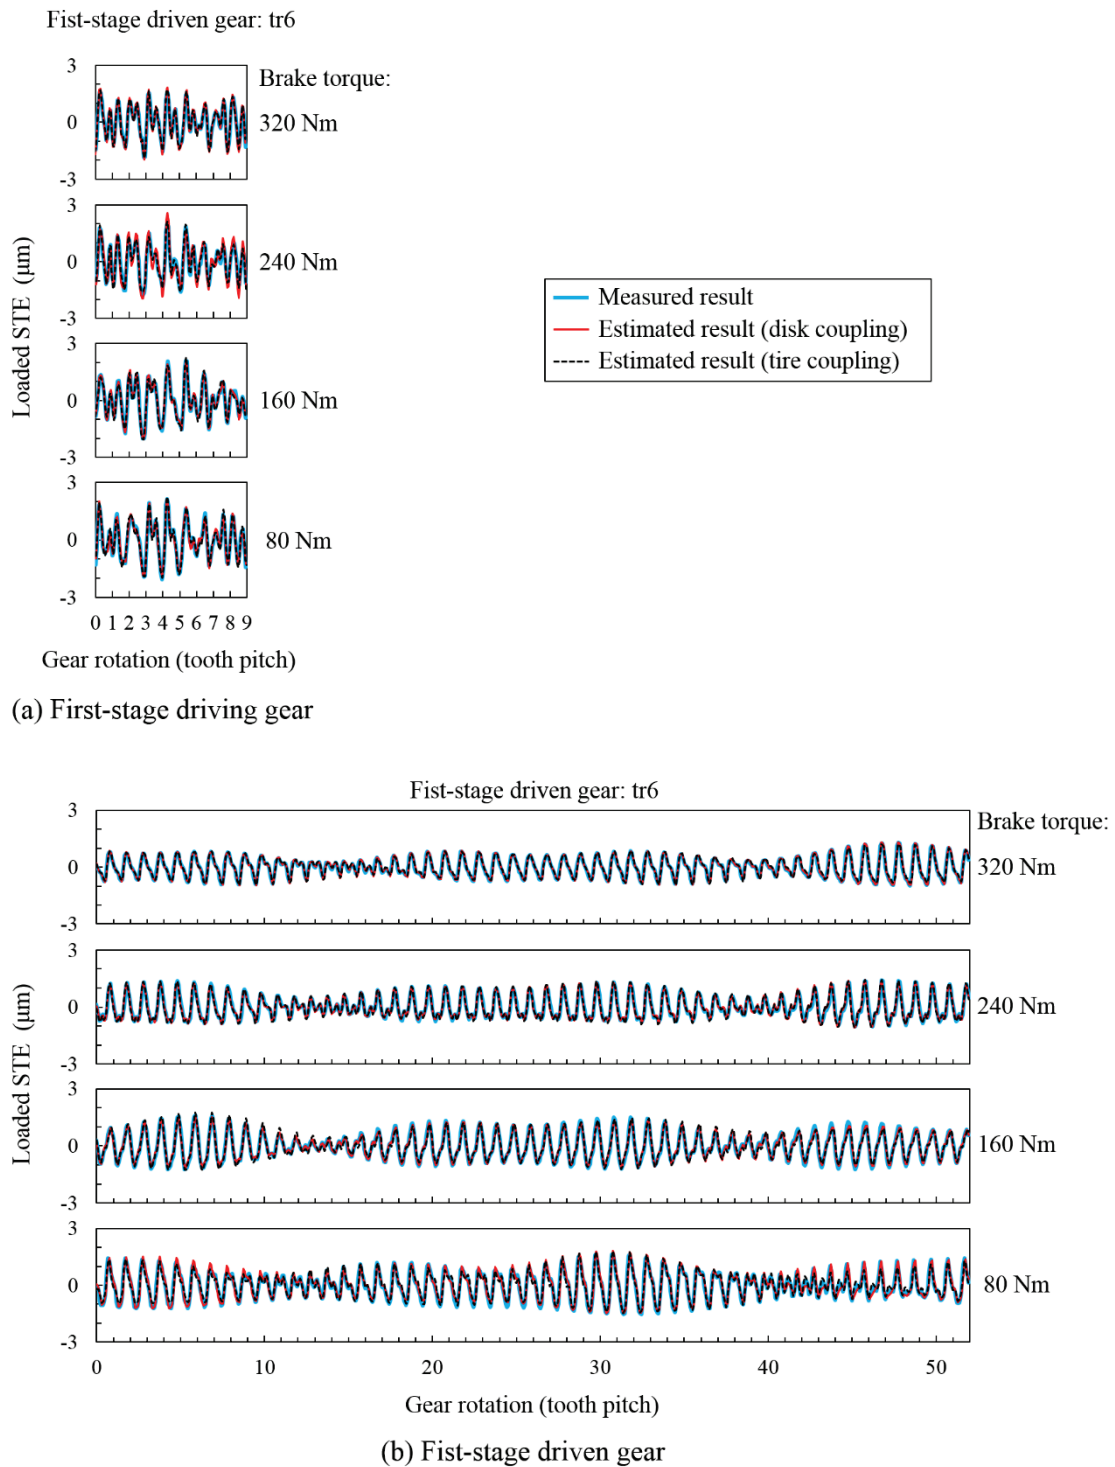 Fist-stage driven gear: tr6
Brake torque:
3
0
-3
320 Nm
3
0
-3
240 Nm
3
0
-3
160 Nm
3
0
-3
80 Nm
Loaded STE (μm)
0 1 2 3 4 5 6 7 8 9
Gear rotation (tooth pitch)
Measured result
Estimated result (disk coupling)
Estimated result (tire coupling)
(a) First-stage driving gear
Fist-stage driven gear: tr6
Brake torque:
3
0
-3
320 Nm
3
0
-3
240 Nm
3
0
-3
160 Nm
3
0
-3
80 Nm
Loaded STE (μm)
0 10 20 30 40 50
Gear rotation (tooth pitch)
(b) Fist-stage driven gear